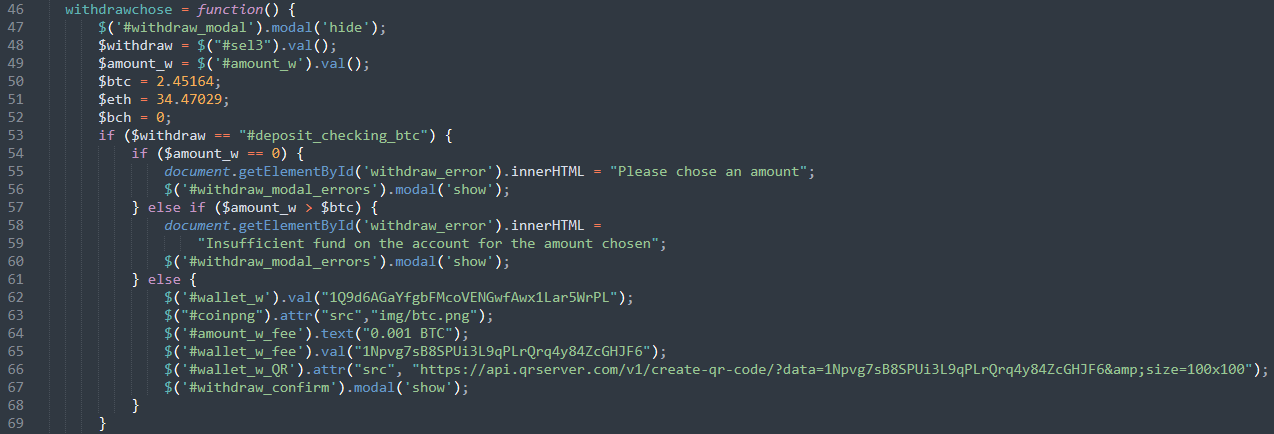 46 withdrawchose = function() {
47 $('#withdraw_modal').modal('hide');
48 $withdraw = $("#sel3").val();
49 $amount_w = $('#amount_w').val();
50 $btc = 2.45164;
51 $eth = 34.47029;
52 $bch = 0;
53 if ($withdraw == "#deposit_checking_btc") {
54 if ($amount_w == 0) {
55 document.getElementById('withdraw_error').innerHTML = "Please chose an amount";
56 $('#withdraw_modal_errors').modal('show');
57 } else if ($amount_w > $btc) {
58 document.getElementById('withdraw_error').innerHTML =
59 "Insufficient fund on the account for the amount chosen";
60 $('#withdraw_modal_errors').modal('show');
61 } else {
62 $('#wallet_w').val("1Q9d6AGaYfgbFMcoVENGwfAwx1Lar5WrPL");
63 $("#coinpng").attr("src","img/btc.png");
64 $('#amount_w_fee').text("0.001 BTC");
65 $('#wallet_w_fee').val("1Npvg7sB8SPUi3L9qPLrQrq4y84ZcGHJF6");
66 $('#wallet_w_QR').attr("src", "https://api.qrserver.com/v1/create-qr-code/?data=1Npvg7sB8SPUi3L9qPLrQrq4y84ZcGHJF6&amp;size=100x100");
67 $('#withdraw_confirm').modal('show');
68 }
69 }